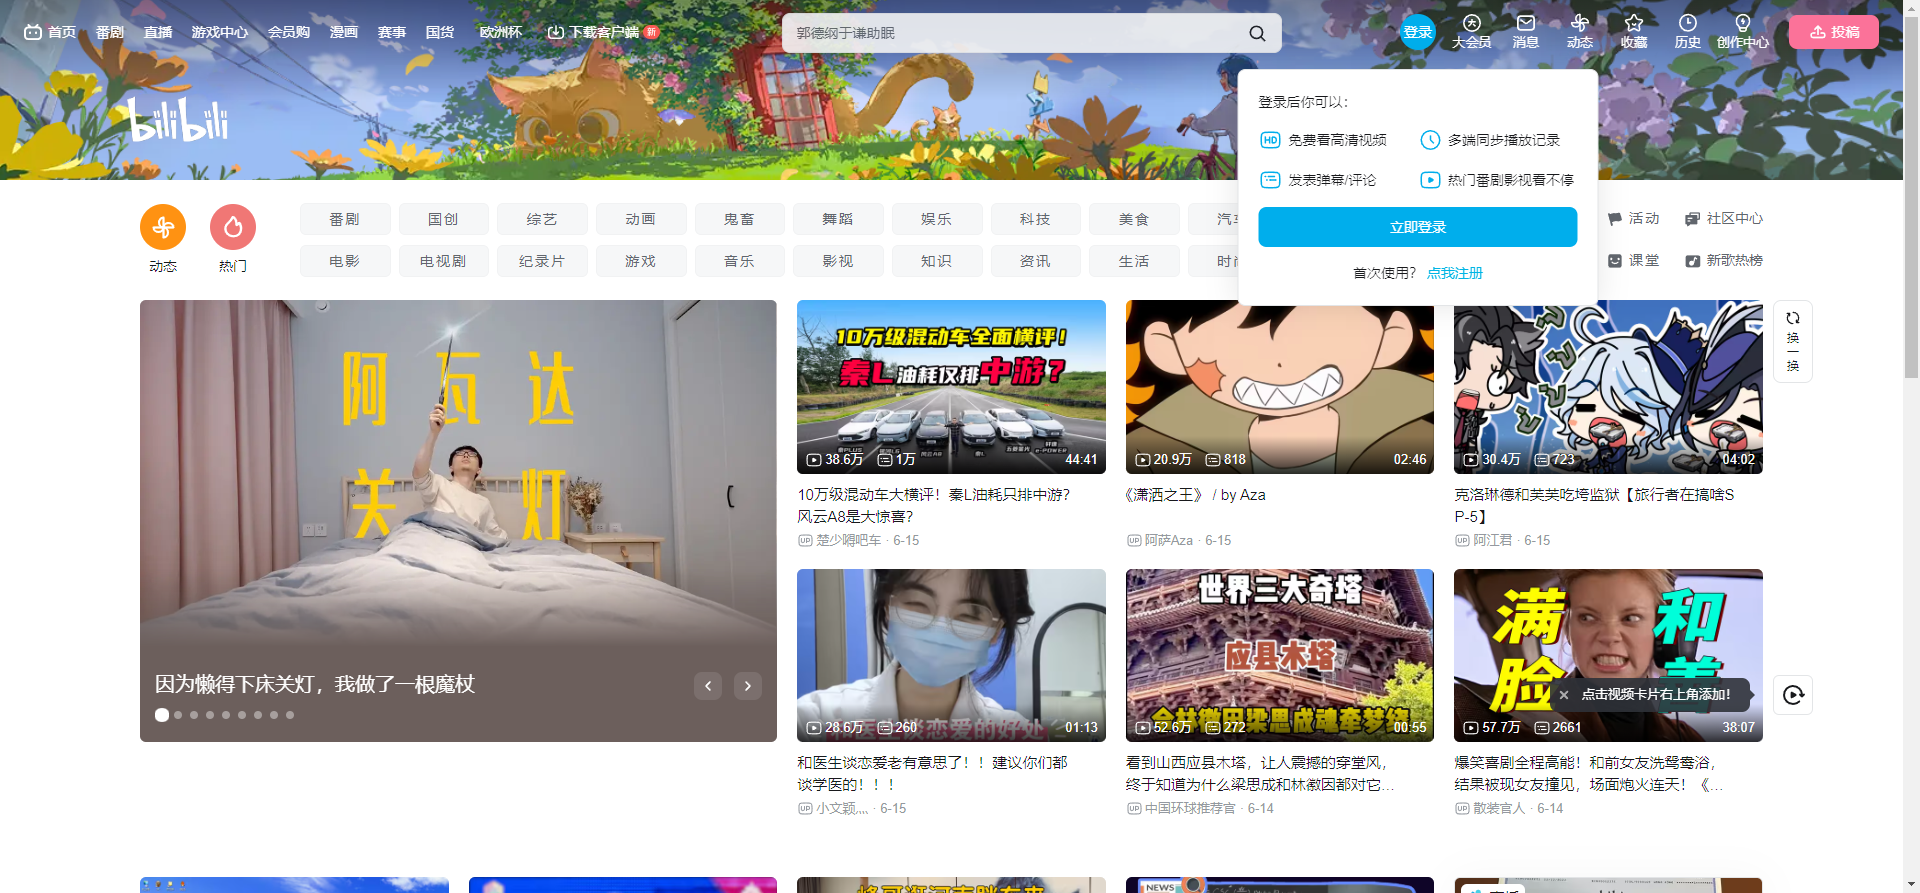 首页 番剧 直播 游戏中心 会员购 漫画 赛事 国货 欧洲杯 下载客户端 新
郭德纲于谦助眠
登录 大会员 消息 动态 收藏 历史 创作中心 投稿
bilibili
登录后你可以：
HD 免费看高清视频 多端同步播放记录
发表弹幕/评论 热门番剧影视看不停
立即登录
首次使用？ 点我注册
动态 热门
番剧 国创 综艺 动画 鬼畜 舞蹈 娱乐 科技 美食
活动 社区中心
电影 电视剧 纪录片 游戏 音乐 影视 知识 资讯 生活
课堂 新歌热榜
阿瓦达
关灯
因为懒得下床关灯，我做了一根魔杖
10万级混动车全面横评！
秦L油耗仅排中游？
38.6万 1万 44:41
10万级混动车大横评！秦L油耗只排中游？
风云A8是大惊喜？
UP 楚少嘚吧车 · 6-15
20.9万 818 02:46
《潇洒之王》 / by Aza
UP 阿萨Aza · 6-15
30.4万 723 04:02
克洛琳德和芙芙吃垮监狱【旅行者在搞啥S
P-5】
UP 阿江君 · 6-15
换一换
和医生谈恋爱的好处
28.6万 260 01:13
和医生谈恋爱老有意思了！！建议你们都
谈学医的！！！
UP 小文颖灬 · 6-15
世界三大奇塔
应县木塔
52.6万 272 00:55
看到山西应县木塔，让人震撼的穿堂风，
终于知道为什么梁思成和林徽因都对它…
UP 中国环球推荐官 · 6-14
满脸和善
点击视频卡片右上角添加！
57.7万 2661 38:07
爆笑喜剧全程高能！和前女友洗鸳鸯浴，
结果被现女友撞见，场面炮火连天！《…
UP 散装官人 · 6-14
NEWS